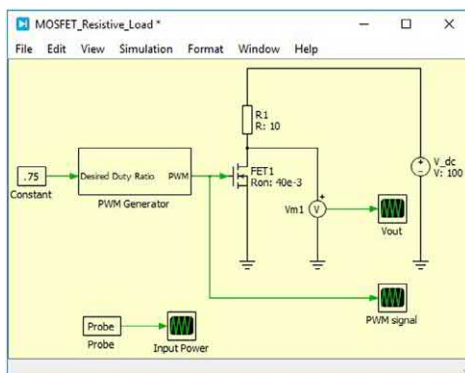 MOSFET_Resistive_Load *
File Edit View Simulation Format Window Help
R1
R: 10
V_dc
V: 100
.75
Constant
Desired Duty Ratio PWM
PWM Generator
FET1
Ron: 40e-3
Vm1
V
Vout
PWM signal
Probe
Probe
Input Power